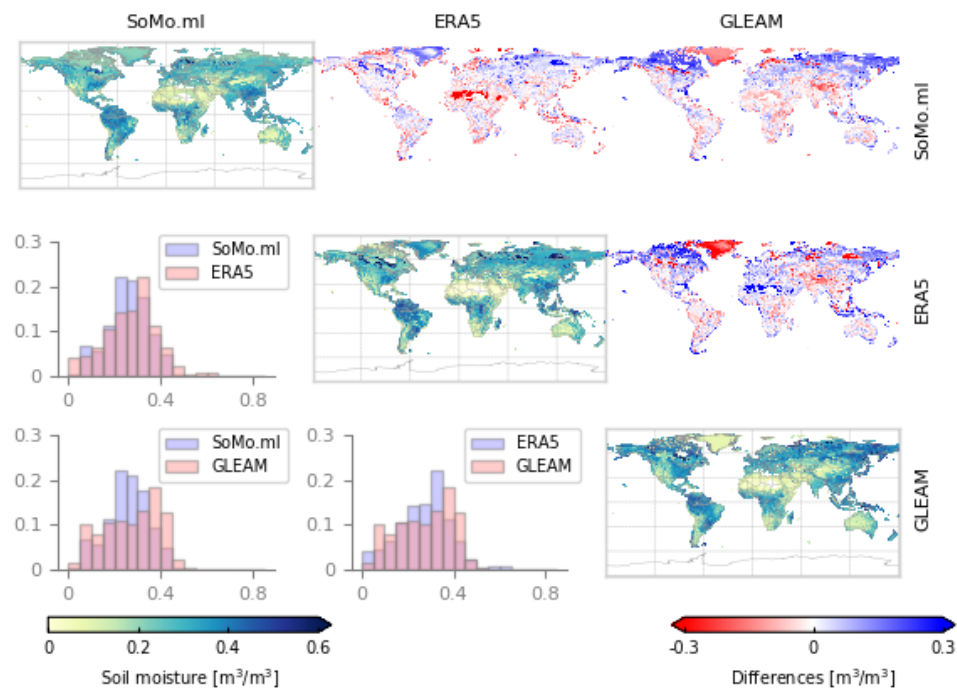 SoMo.ml ERA5 GLEAM
SoMo.ml
0.3
0.2
0.1
0
0 0.4 0.8
SoMo.ml
ERA5
ERA5
0.3 0.3
0.2 0.2
0.1 0.1
0 0
0 0.4 0.8 0 0.4 0.8
SoMo.ml ERA5
GLEAM GLEAM
GLEAM
0 0.2 0.4 0.6 -0.3 0 0.3
Soil moisture [m³/m³] Differences [m³/m³]